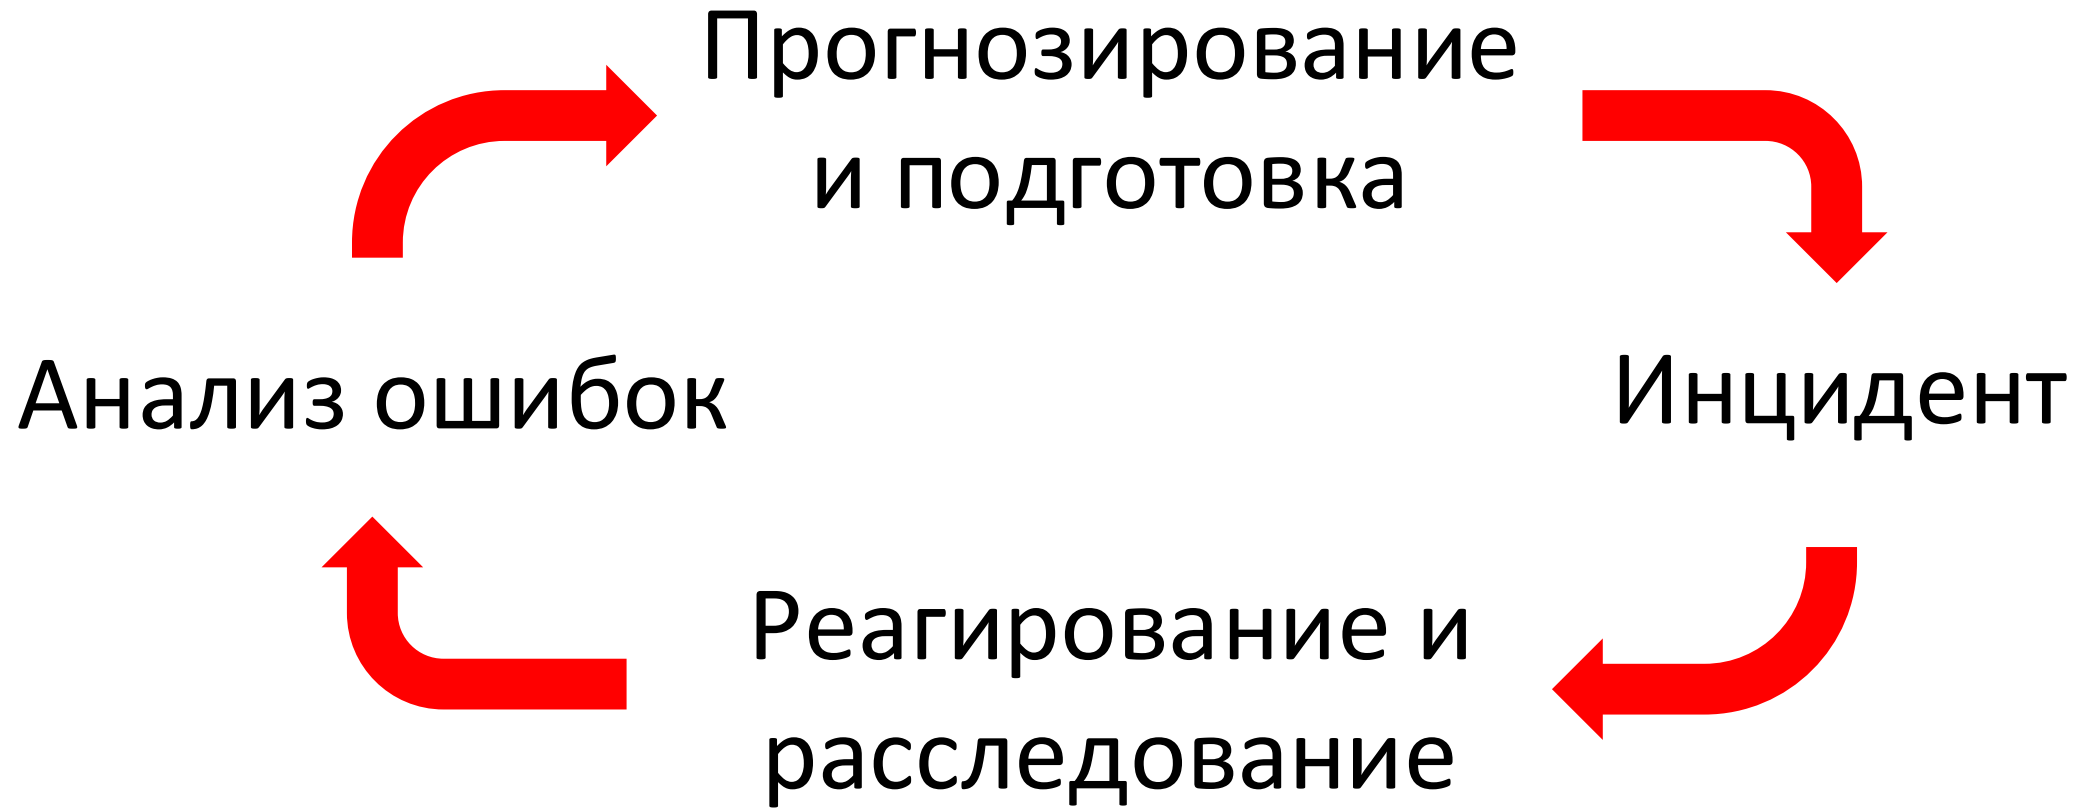 Прогнозирование
и подготовка
Анализ ошибок
Инцидент
Реагирование и
расследование